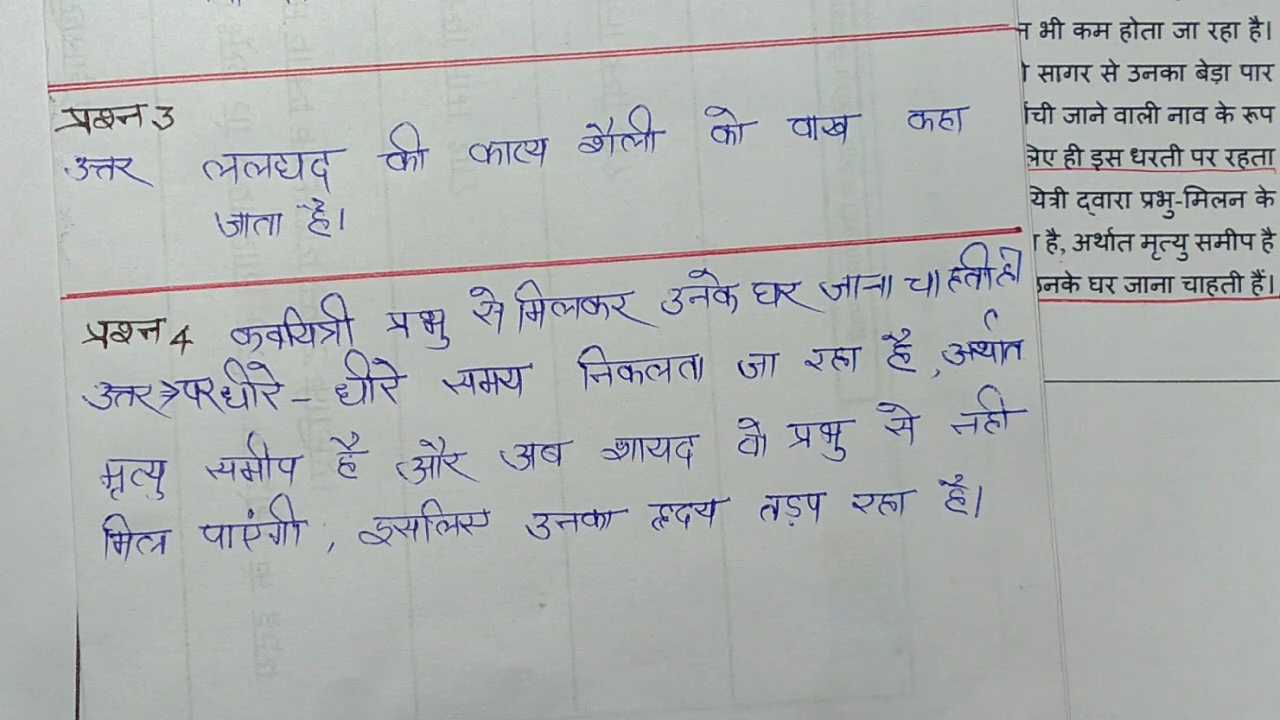 न भी कम होता जा रहा है।
सागर से उनका बेड़ा पार
ची जाने वाली नाव के रूप
लिए ही इस धरती पर रहता
यित्री द्वारा प्रभु-मिलन के
है, अर्थात मृत्यु समीप है
उनके घर जाना चाहती हैं।
प्रश्न 3
उत्तर ललद्यद की काव्य शैली को वाख कहा
जाता है।
प्रश्न 4 कवयित्री प्रभु से मिलकर उनके घर जाना चाहती हैं
उत्तर→ पर धीरे - धीरे समय निकलता जा रहा है, अर्थात
मृत्यु समीप है और अब शायद वो प्रभु से नही
मिल पाएंगी, इसलिए उनका हृदय तड़प रहा है।